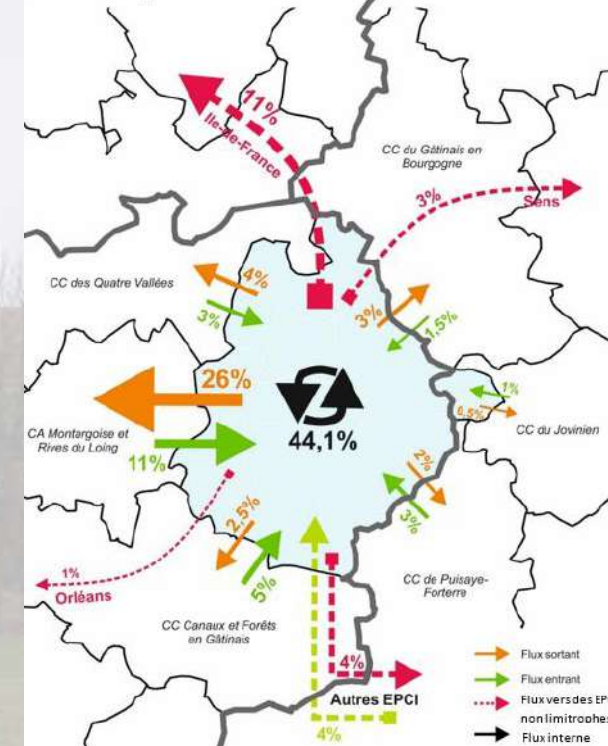 11%
Ile-de-France
CC du Gâtinais en
Bourgogne
3%
Sens
CC des Quatre Vallées
4%
3%
3%
1,5%
26%
44,1%
1%
6,5%
CC du Jovinien
CA Montargoise et
Rives du Loing
11%
2%
3%
2,5%
5%
1%
Orléans
CC de Puisaye-
Forterre
CC Canaux et Forêts
en Gâtinais
4%
Autres EPCI
4%
Flux sortant
Flux entrant
Flux vers des EP
non limitrophes
Flux interne